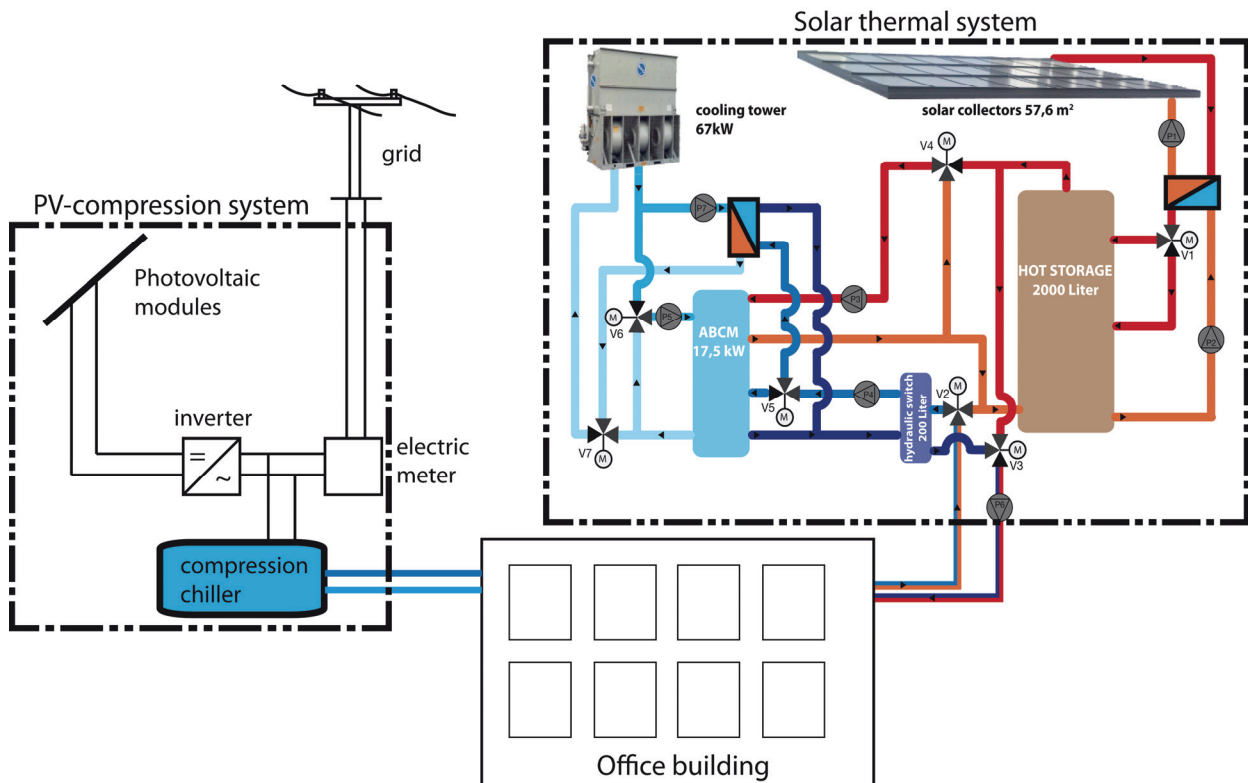 Solar thermal system
cooling tower
67kW
solar collectors 57,6 m²
grid
PV-compression system
Photovoltaic
modules
inverter
=
~
electric
meter
compression
chiller
Office building
V4
M
P1
P7
M
V1
HOT STORAGE
2000 Liter
P3
M
V6
P5
ABCM
17,5 kW
P2
V5
M
P4
V2
M
hydraulic switch
200 Liter
V7
M
M
V3
P6